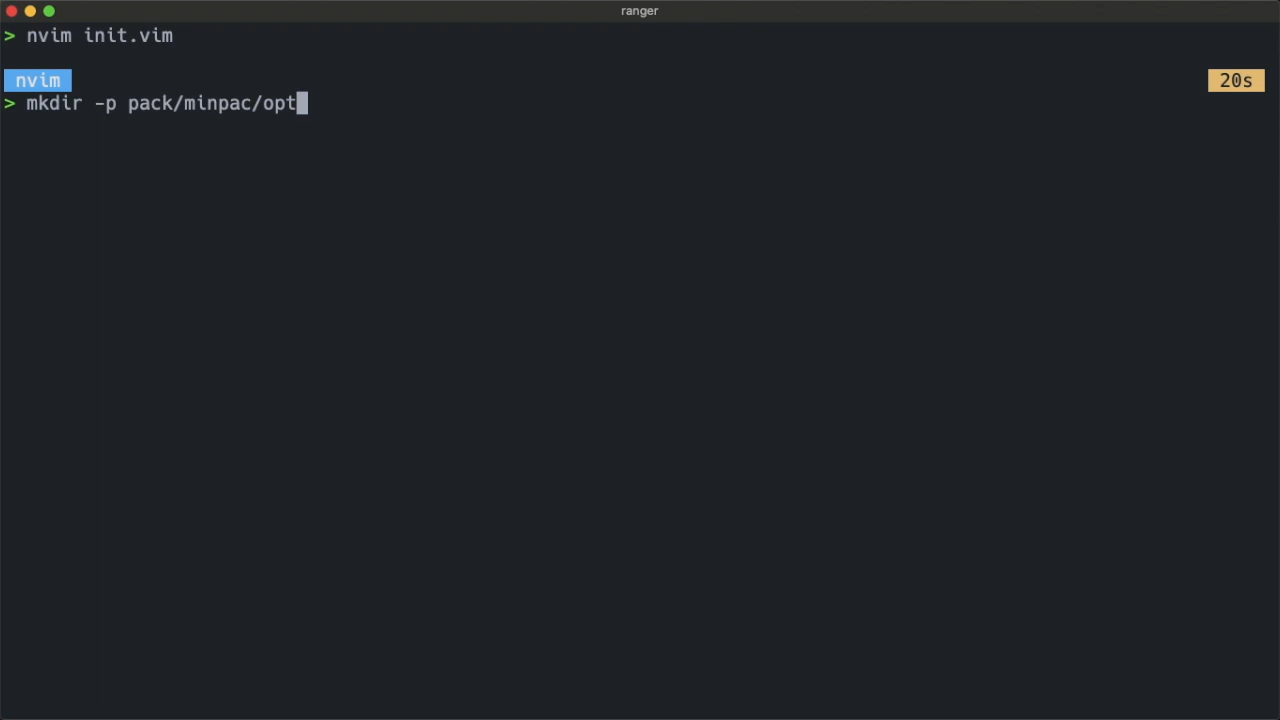 ranger
> nvim init.vim
nvim 20s
> mkdir -p pack/minpac/opt